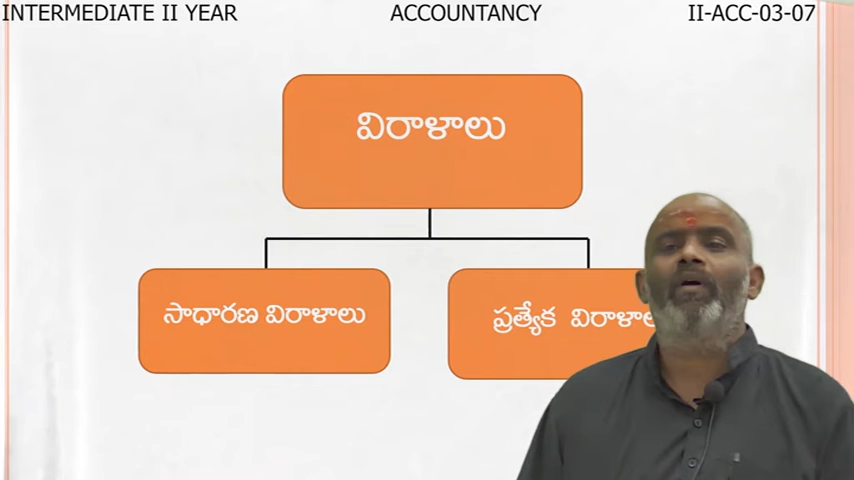 INTERMEDIATE II YEAR ACCOUNTANCY II-ACC-03-07
విరాళాలు
సాధారణ విరాళాలు
ప్రత్యేక